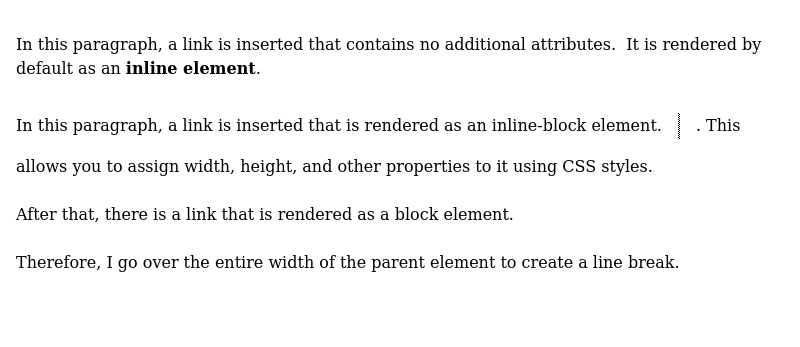 In this paragraph, a link is inserted that contains no additional attributes.  It is rendered by
default as an inline element.
In this paragraph, a link is inserted that is rendered as an inline-block element. . This
allows you to assign width, height, and other properties to it using CSS styles.
After that, there is a link that is rendered as a block element.
Therefore, I go over the entire width of the parent element to create a line break.